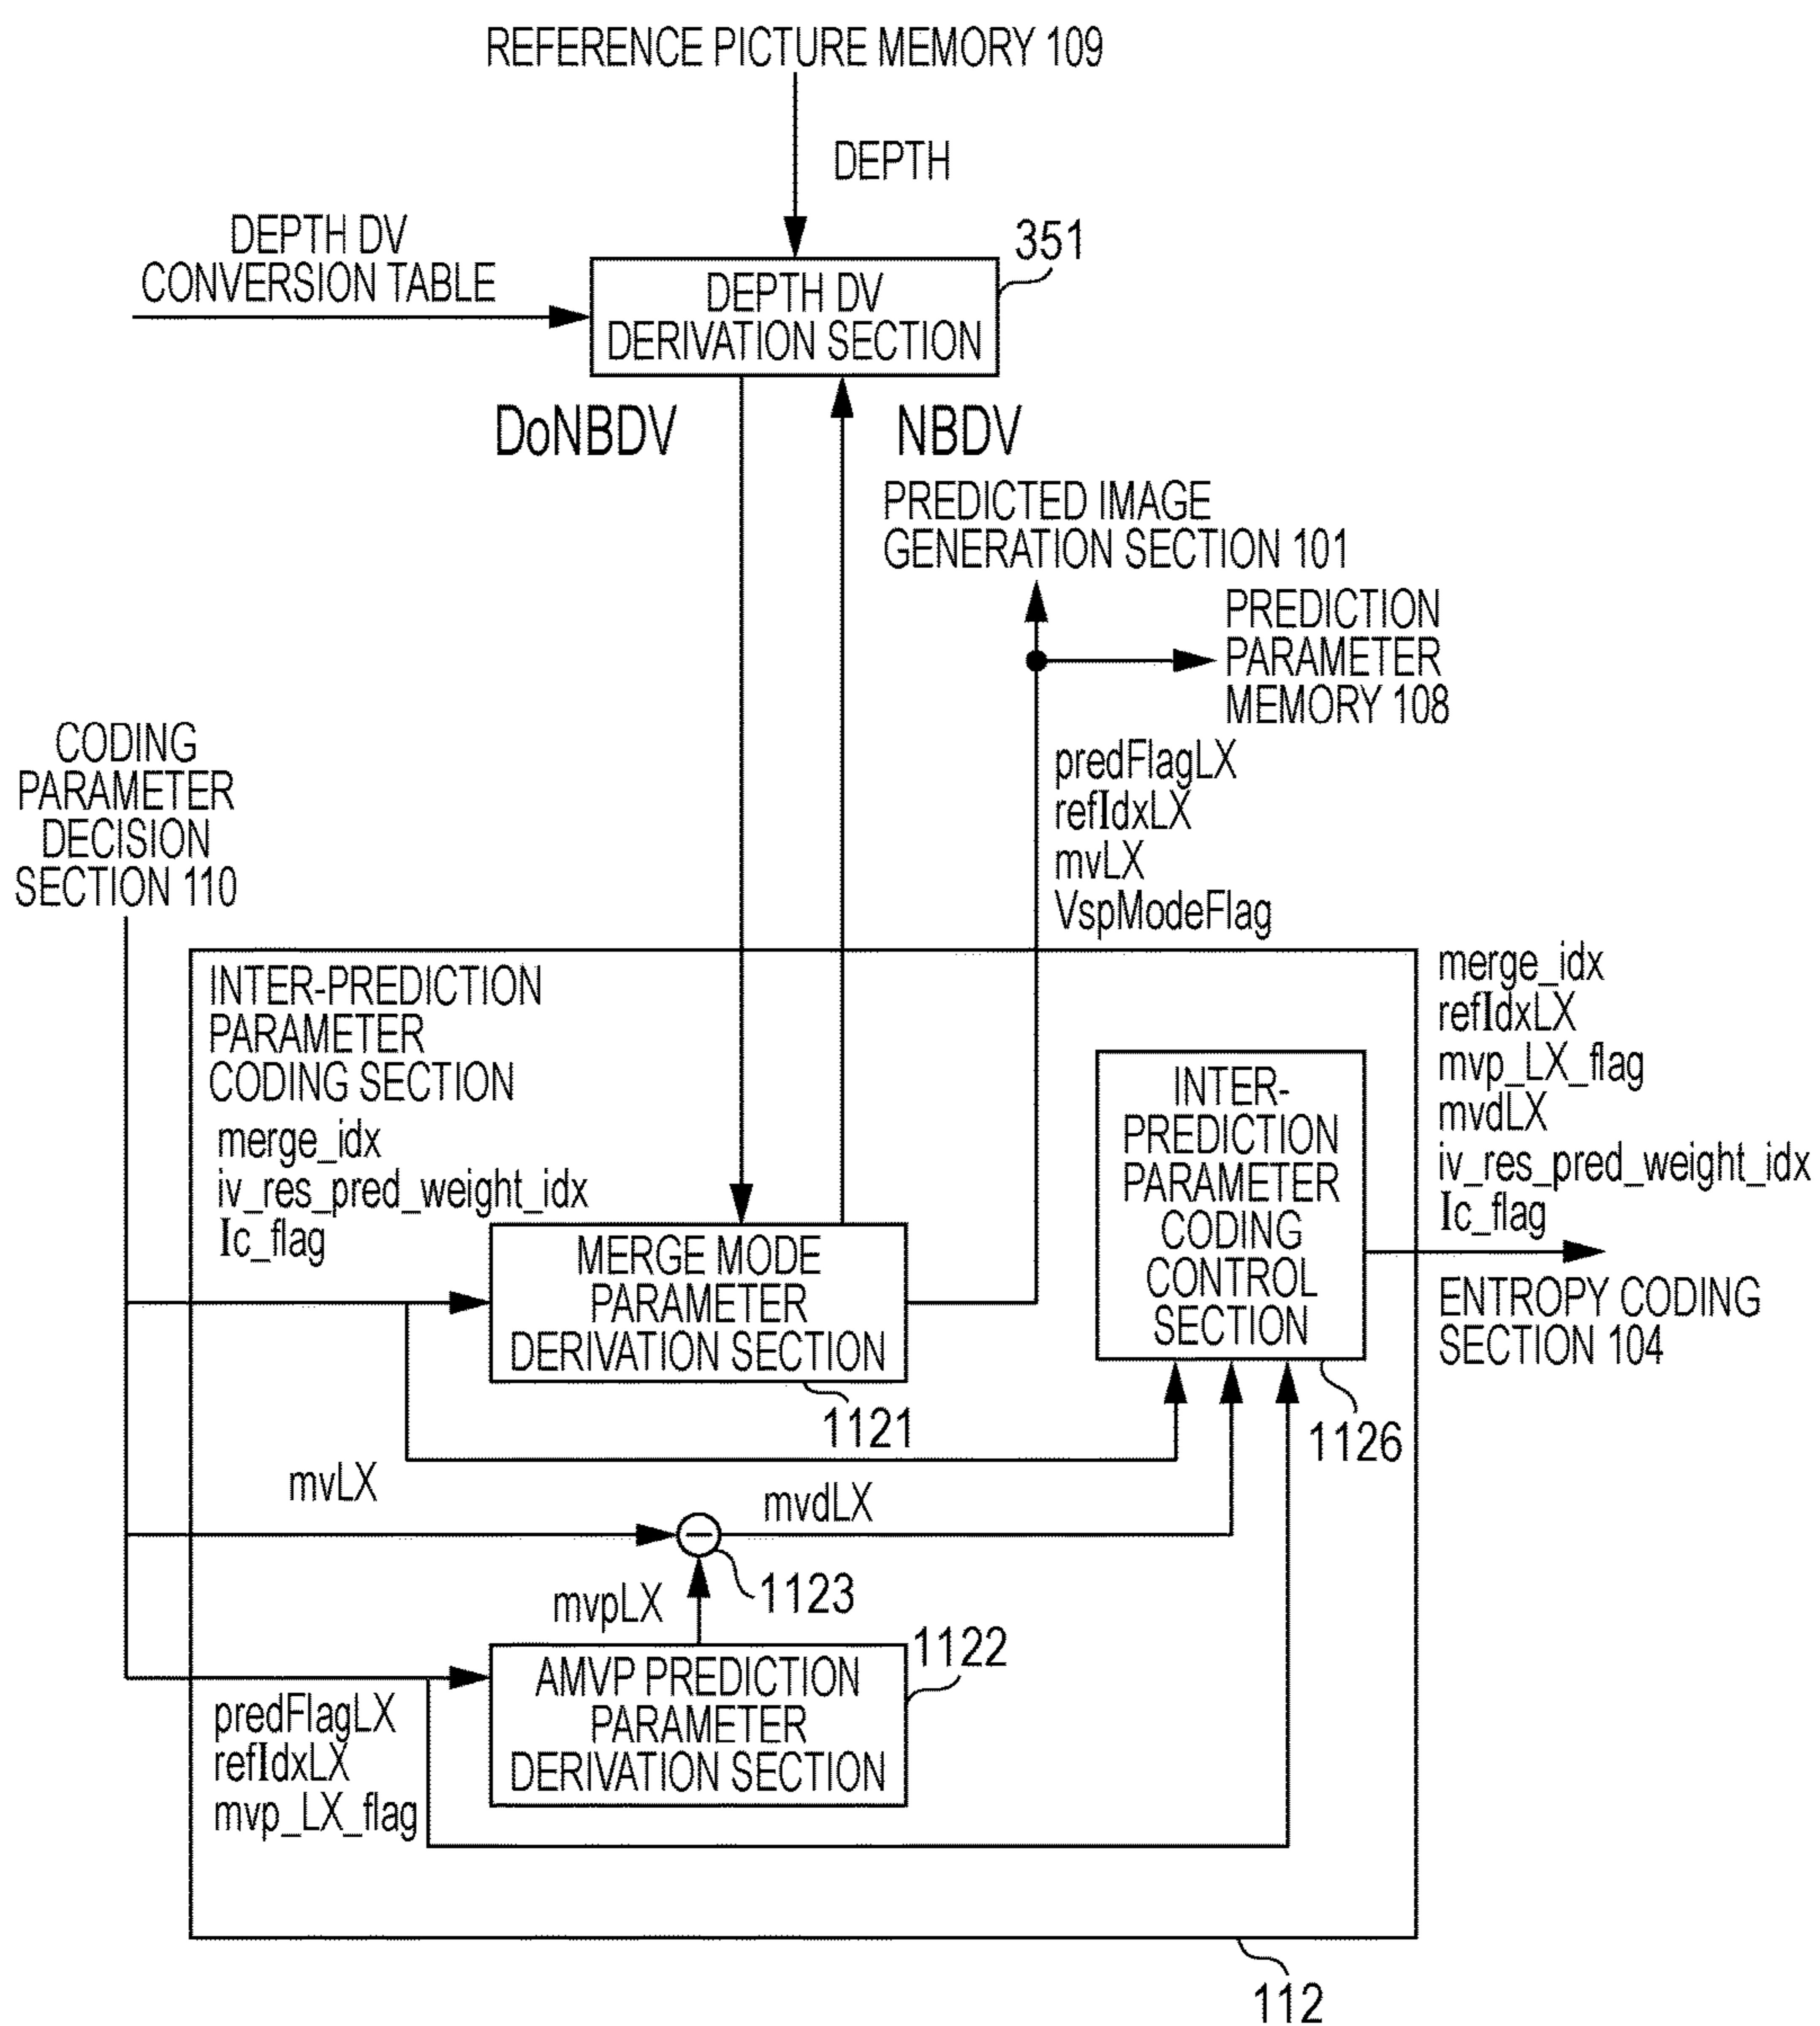 REFERENCE PICTURE MEMORY 109
DEPTH
DEPTH DV
CONVERSION TABLE
351
DEPTH DV
DERIVATION SECTION
DoNBDV
NBDV
PREDICTED IMAGE
GENERATION SECTION 101
PREDICTION
PARAMETER
MEMORY 108
CODING
PARAMETER
DECISION
SECTION 110
predFlagLX
refIdxLX
mvLX
VspModeFlag
INTER-PREDICTION
PARAMETER
CODING SECTION
merge_idx
iv_res_pred_weight_idx
Ic_flag
MERGE MODE
PARAMETER
DERIVATION SECTION
1121
INTER-
PREDICTION
PARAMETER
CODING
CONTROL
SECTION
1126
merge_idx
refIdxLX
mvp_LX_flag
mvdLX
iv_res_pred_weight_idx
Ic_flag
ENTROPY CODING
SECTION 104
mvLX
mvdLX
1123
mvpLX
1122
AMVP PREDICTION
PARAMETER
DERIVATION SECTION
predFlagLX
refIdxLX
mvp_LX_flag
112